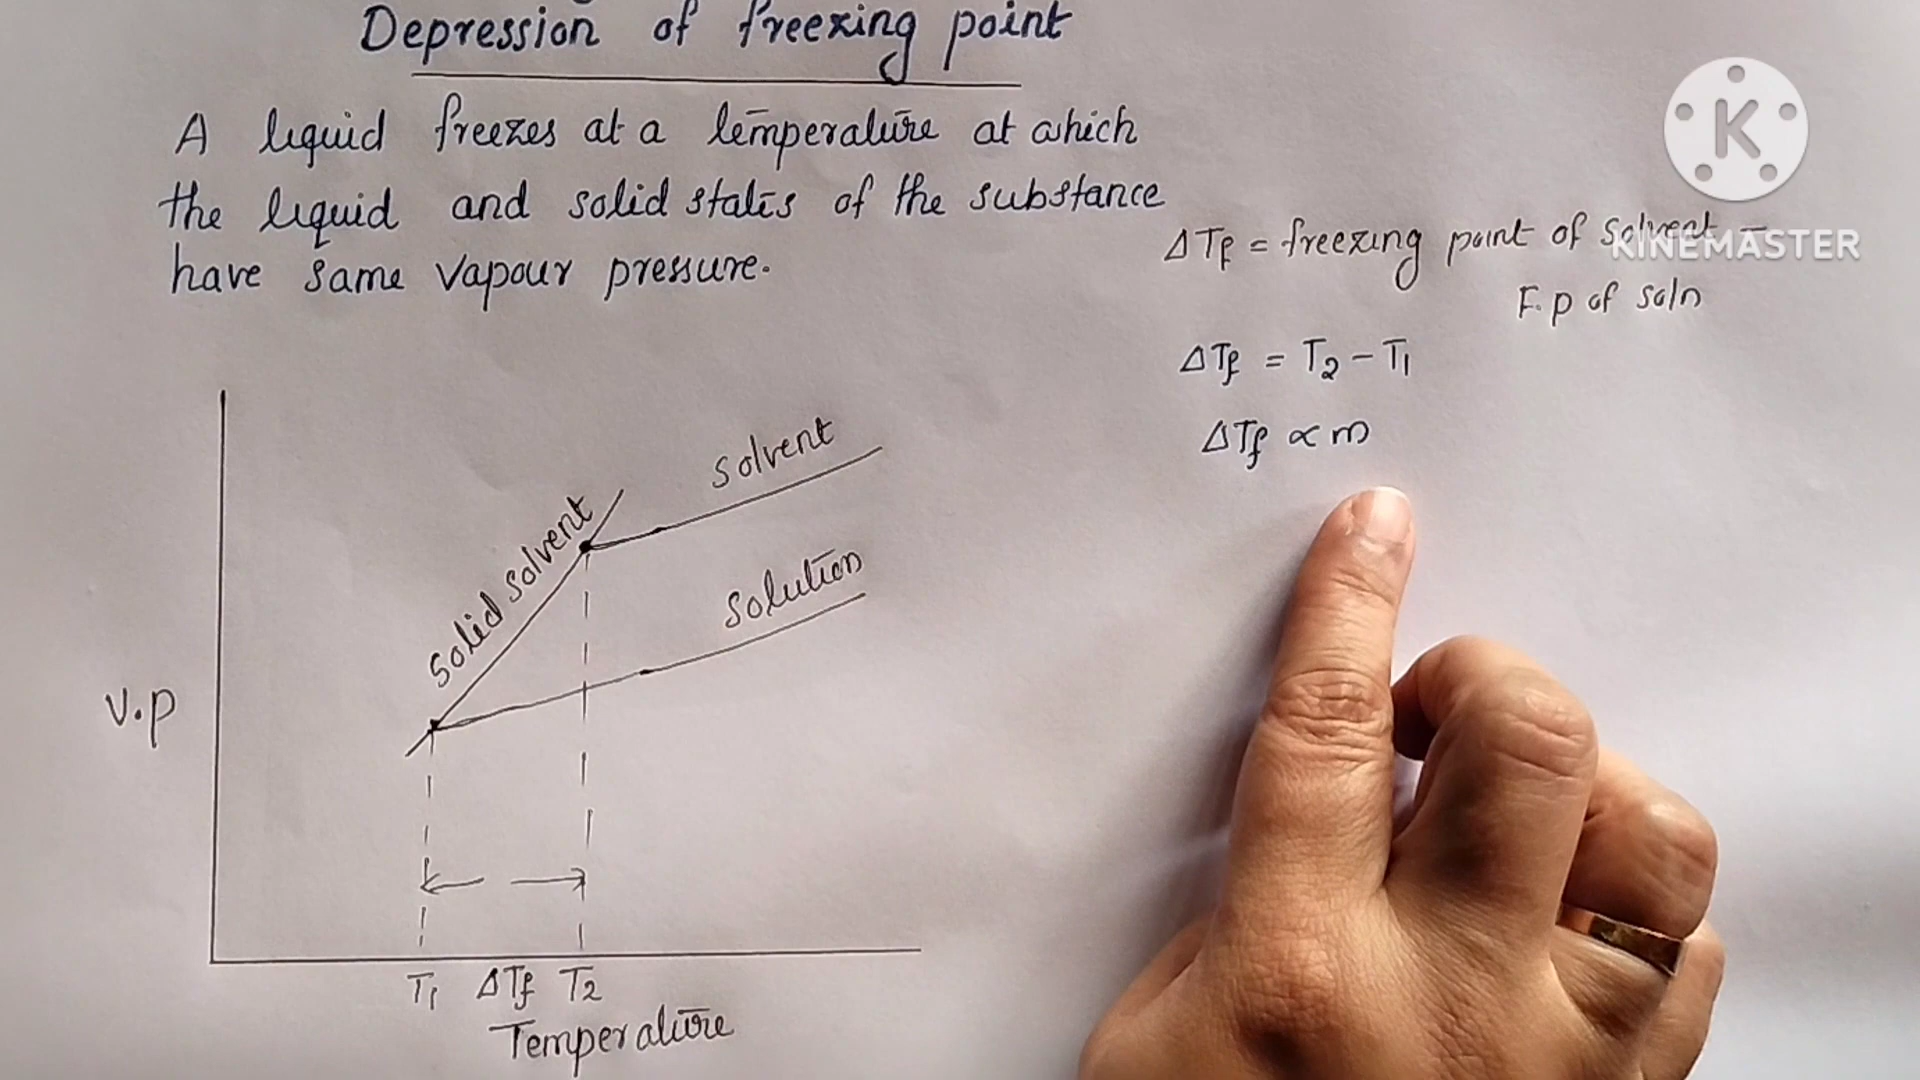 Depression of freezing point
A liquid freezes at a temperature at which
the liquid and solid states of the substance
have same vapour pressure.
K
KINEMASTER
ΔTf = freezing point of solvent –
F.p of soln
ΔTf = T2 – T1
ΔTf ∝ m
solvent
solid solvent
solution
v.p
T1 ΔTf T2
Temperature